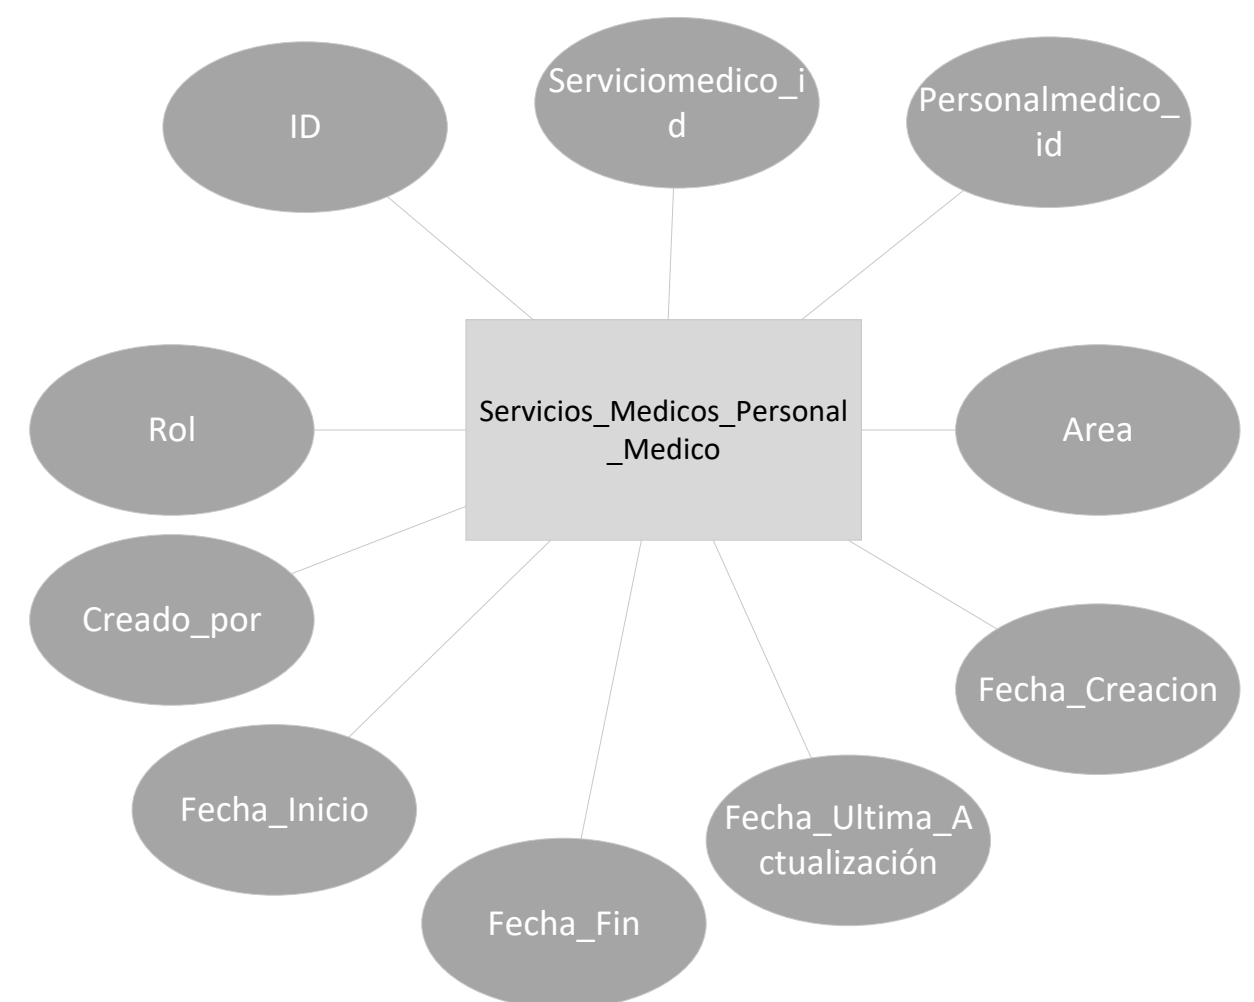 Serviciomedico_i
d
Personalmedico_
id
ID
Servicios_Medicos_Personal
_Medico
Rol
Area
Creado_por
Fecha_Creacion
Fecha_Inicio
Fecha_Ultima_A
ctualización
Fecha_Fin